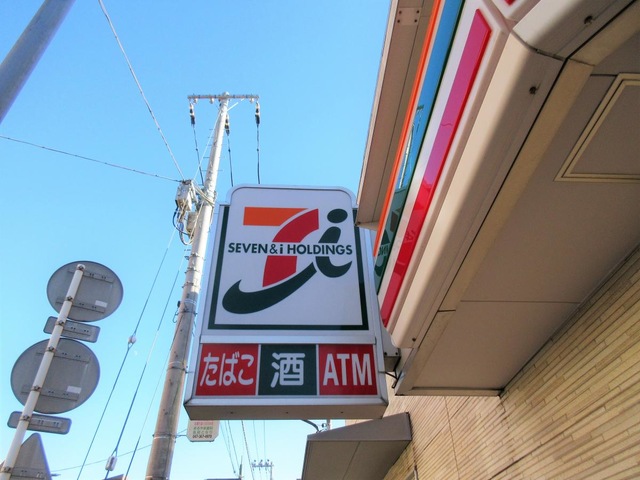 SEVEN & i HOLDINGS
たばこ 酒 ATM